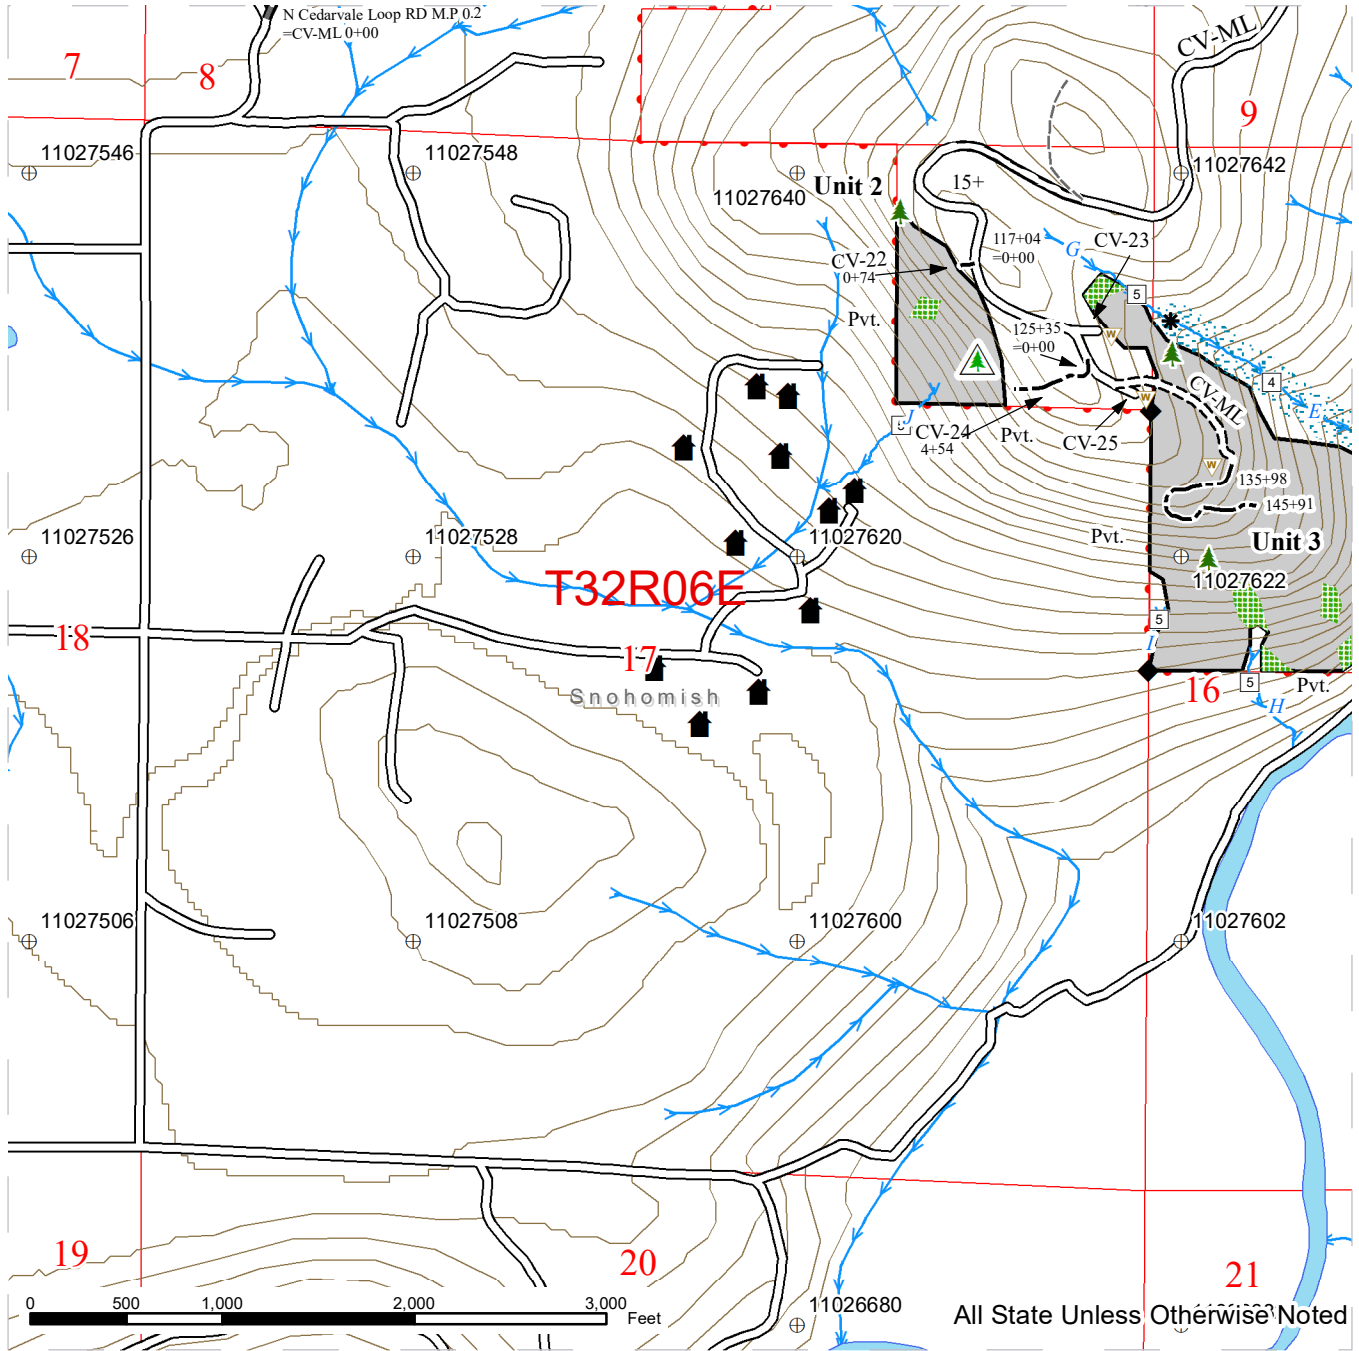 N Cedarvale Loop RD M.P 0.2
=CV-ML 0+00
CV-ML
7
8
9
11027546
11027548
11027640
Unit 2
15+
11027642
117+04
=0+00
CV-23
G
CV-22
0+74
5
Pvt.
125+35
=0+00
W
4
CV-ML
E
J
CV-24
4+54
Pvt.
CV-25
W
W
135+98
145+91
11027526
11027528
11027620
Pvt.
Unit 3
T32R06E
11027622
5
18
17
I
16
5
Pvt.
Snohomish
H
11027506
11027508
11027600
11027602
19
20
21
0
500
1,000
2,000
3,000
Feet
11026680
All State Unless Otherwise Noted